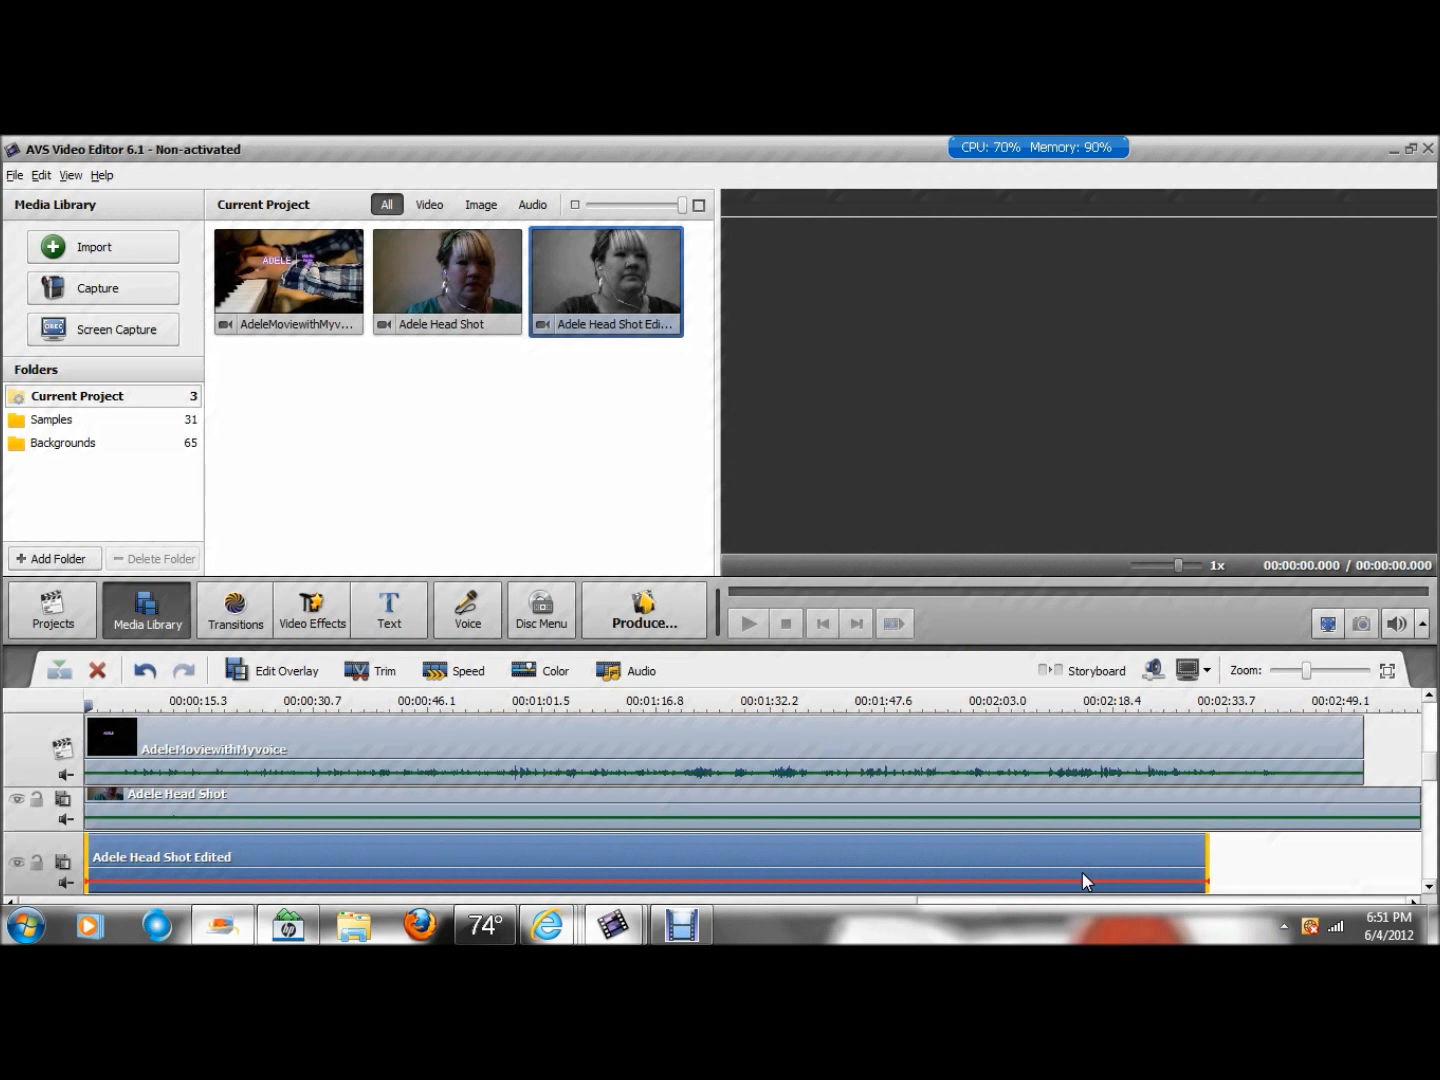 AVS Video Editor 6.1 - Non-activated
CPU: 70% Memory: 90%
File Edit View Help
Media Library
Current Project
All Video Image Audio
Import
Capture
Screen Capture
ADELE
AdeleMoviewithMyv...
Adele Head Shot
Adele Head Shot Edi...
Folders
Current Project 3
Samples 31
Backgrounds 65
+ Add Folder
− Delete Folder
1x
00:00:00.000 / 00:00:00.000
Projects
Media Library
Transitions
Video Effects
Text
Voice
Disc Menu
Produce...
Edit Overlay
Trim
Speed
Color
Audio
Storyboard
Zoom:
00:00:15.3 00:00:30.7 00:00:46.1 00:01:01.5 00:01:16.8 00:01:32.2 00:01:47.6 00:02:03.0 00:02:18.4 00:02:33.7 00:02:49.1
AdeleMoviewithMyvoice
Adele Head Shot
Adele Head Shot Edited
hp
74°
6:51 PM
6/4/2012